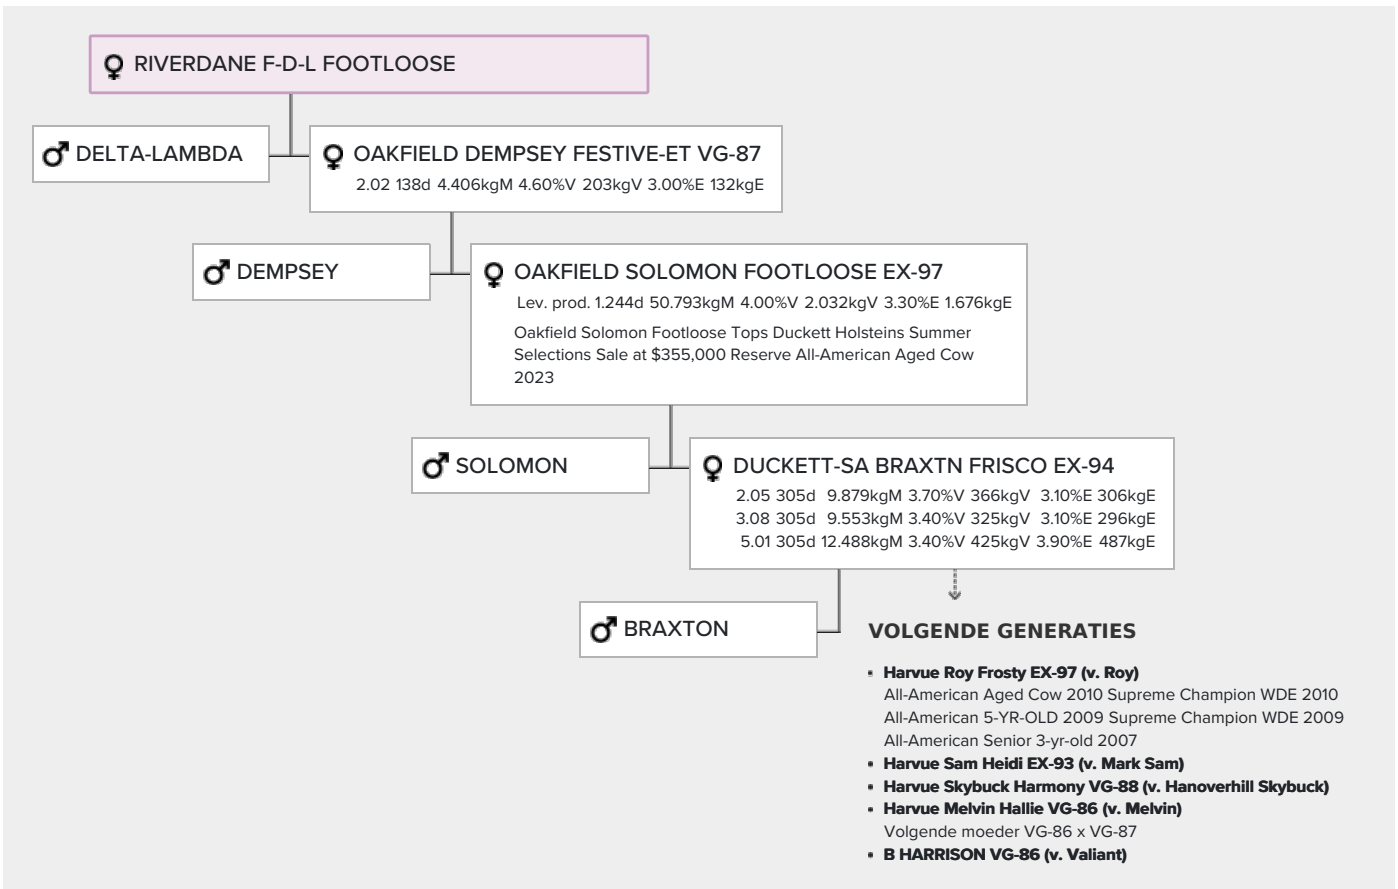 RIVERDANE F-D-L FOOTLOOSE
DELTA-LAMBDA
OAKFIELD DEMPSEY FESTIVE-ET VG-87
2.02 138d 4.406kgM 4.60%V 203kgV 3.00%E 132kgE
DEMPSEY
OAKFIELD SOLOMON FOOTLOOSE EX-97
Lev. prod. 1.244d 50.793kgM 4.00%V 2.032kgV 3.30%E 1.676kgE
Oakfield Solomon Footloose Tops Duckett Holsteins Summer
Selections Sale at $355,000 Reserve All-American Aged Cow
2023
SOLOMON
DUCKETT-SA BRAXTN FRISCO EX-94
2.05 305d 9.879kgM 3.70%V 366kgV 3.10%E 306kgE
3.08 305d 9.553kgM 3.40%V 325kgV 3.10%E 296kgE
5.01 305d 12.488kgM 3.40%V 425kgV 3.90%E 487kgE
BRAXTON
VOLGENDE GENERATIES
Harvue Roy Frosty EX-97 (v. Roy)
All-American Aged Cow 2010 Supreme Champion WDE 2010
All-American 5-YR-OLD 2009 Supreme Champion WDE 2009
All-American Senior 3-yr-old 2007
Harvue Sam Heidi EX-93 (v. Mark Sam)
Harvue Skybuck Harmony VG-88 (v. Hanoverhill Skybuck)
Harvue Melvin Hallie VG-86 (v. Melvin)
Volgende moeder VG-86 x VG-87
B HARRISON VG-86 (v. Valiant)